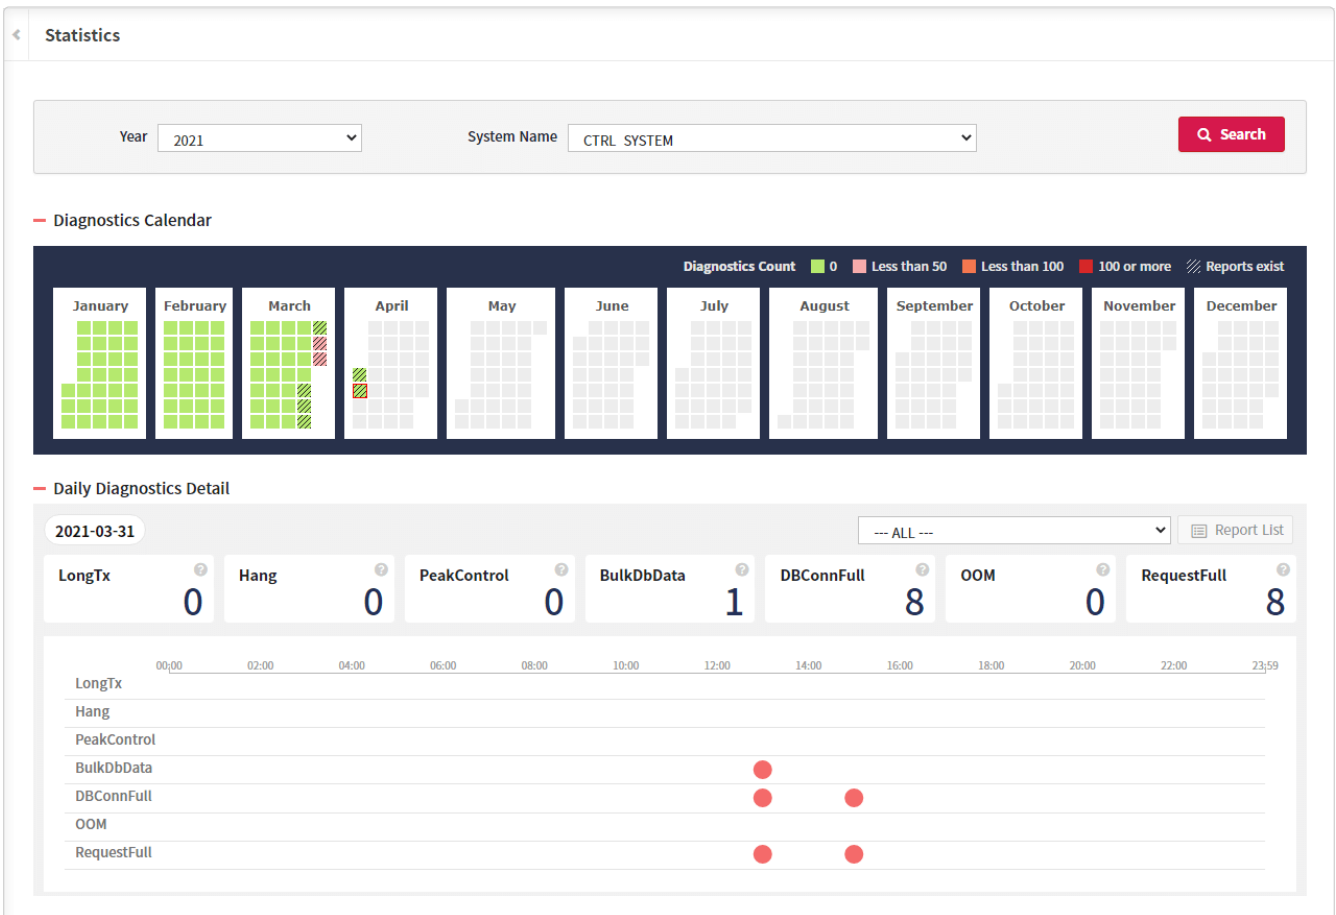 Statistics
Year 2021 System Name CTRL SYSTEM Search
Diagnostics Calendar
Diagnostics Count 0 Less than 50 Less than 100 100 or more Reports exist
January February March April May June July August September October November December
Daily Diagnostics Detail
2021-03-31 --- ALL --- Report List
LongTx ? Hang ? PeakControl ? BulkDbData ? DBConnFull ? OOM ? RequestFull ?
0 0 0 1 8 0 8
00:00 02:00 04:00 06:00 08:00 10:00 12:00 14:00 16:00 18:00 20:00 22:00 23:59
LongTx
Hang
PeakControl
BulkDbData
DBConnFull
OOM
RequestFull